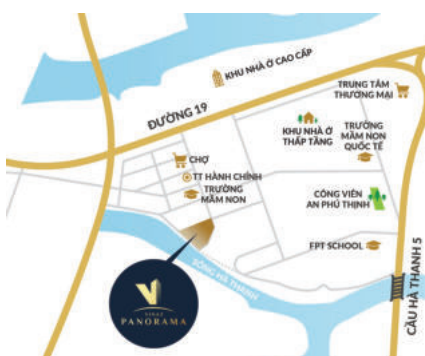 KHU NHÀ Ở CAO CẤP
TRUNG TÂM
THƯƠNG MẠI
ĐƯỜNG 19
KHU NHÀ Ở
THẤP TẦNG
TRƯỜNG
MẦM NON
QUỐC TẾ
CHỢ
TT HÀNH CHÍNH
TRƯỜNG
MẦM NON
CÔNG VIÊN
AN PHÚ THỊNH
FPT SCHOOL
SÔNG HÀ THANH
CẦU HÀ THANH 5
VINA2
PANORAMA